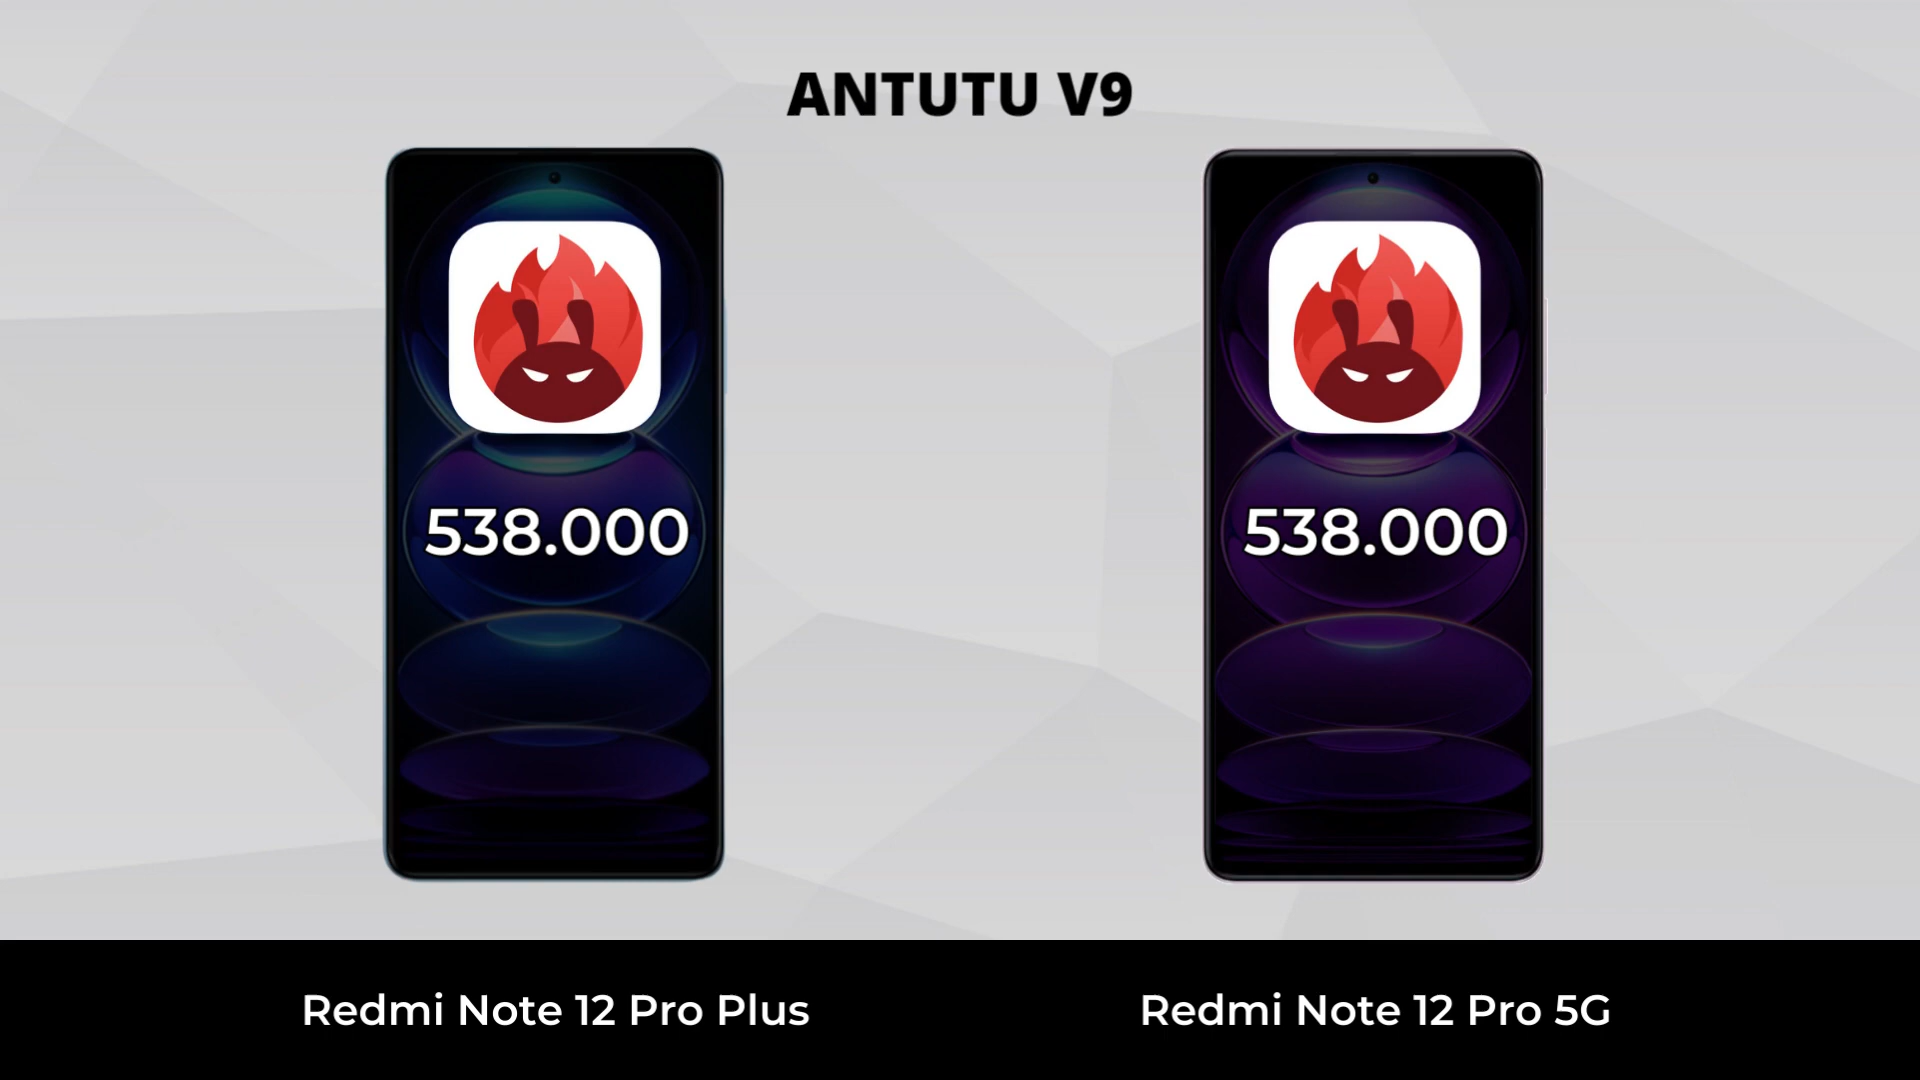 ANTUTU V9
538.000
538.000
Redmi Note 12 Pro Plus
Redmi Note 12 Pro 5G